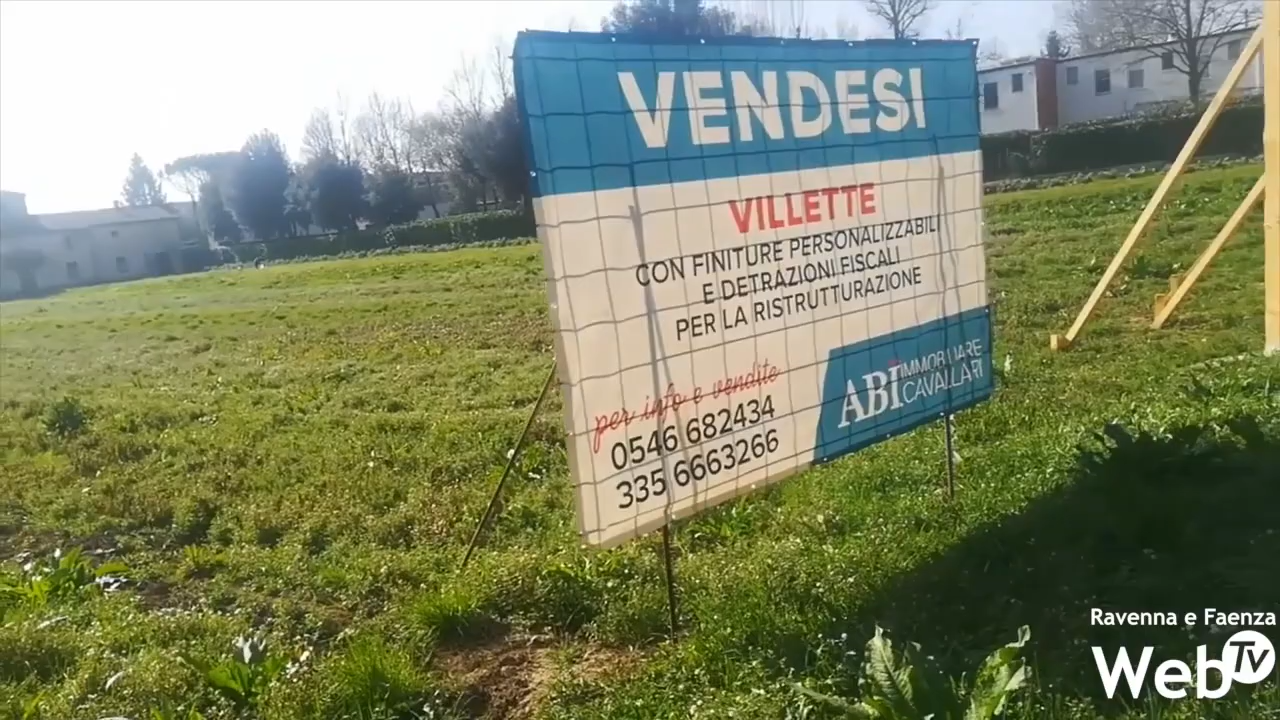 VENDESI
VILLETTE
CON FINITURE PERSONALIZZABILI
E DETRAZIONI FISCALI
PER LA RISTRUTTURAZIONE
per info e vendite
0546 682434
335 6663266
ABI IMMOBILIARE
CAVALLARI
Ravenna e Faenza
WebTV